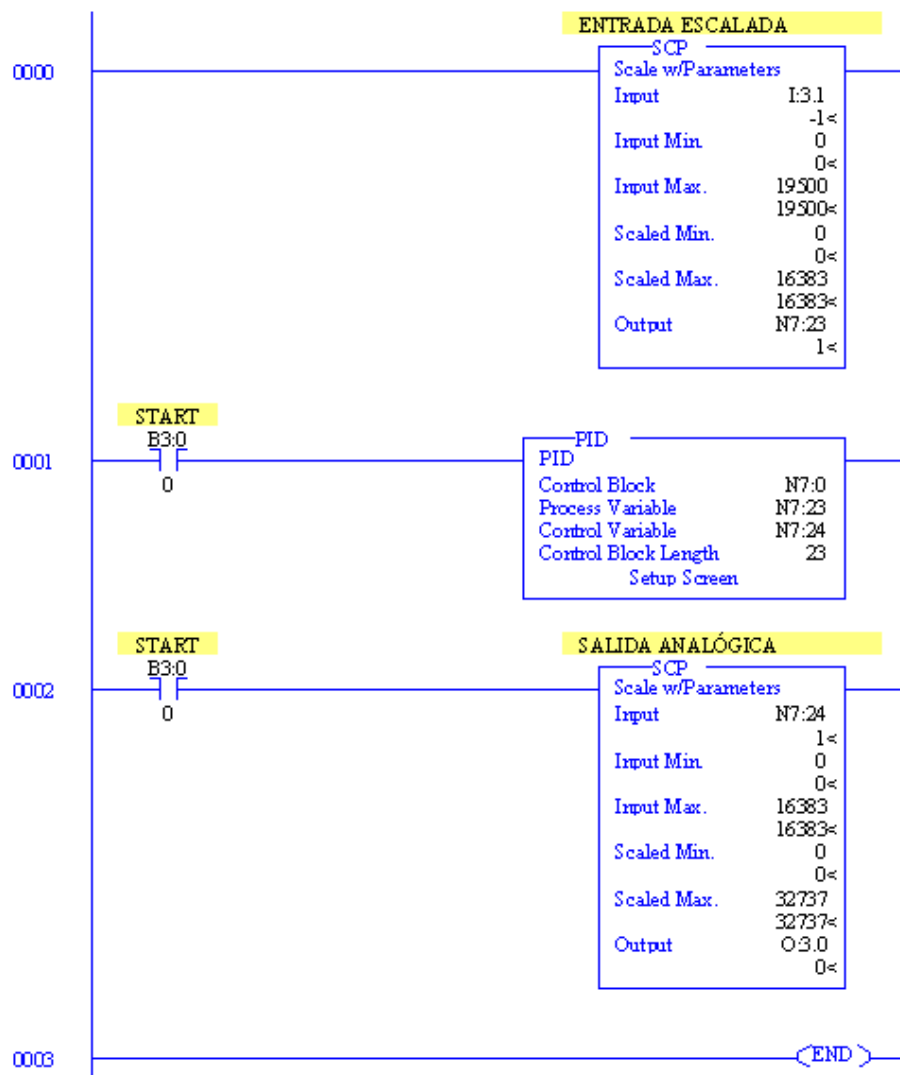 ENTRADA ESCALADA
SCP
0000
Scale w/Parameters
Input I:3.1
-1<
Input Min. 0
0<
Input Max. 19500
19500<
Scaled Min. 0
0<
Scaled Max. 16383
16383<
Output N7:23
1<
START
B3:0
0001
0
PID
PID
Control Block N7:0
Process Variable N7:23
Control Variable N7:24
Control Block Length 23
Setup Screen
START
B3:0
0002
0
SALIDA ANALÓGICA
SCP
Scale w/Parameters
Input N7:24
1<
Input Min. 0
0<
Input Max. 16383
16383<
Scaled Min. 0
0<
Scaled Max. 32737
32737<
Output O:3.0
0<
0003
END